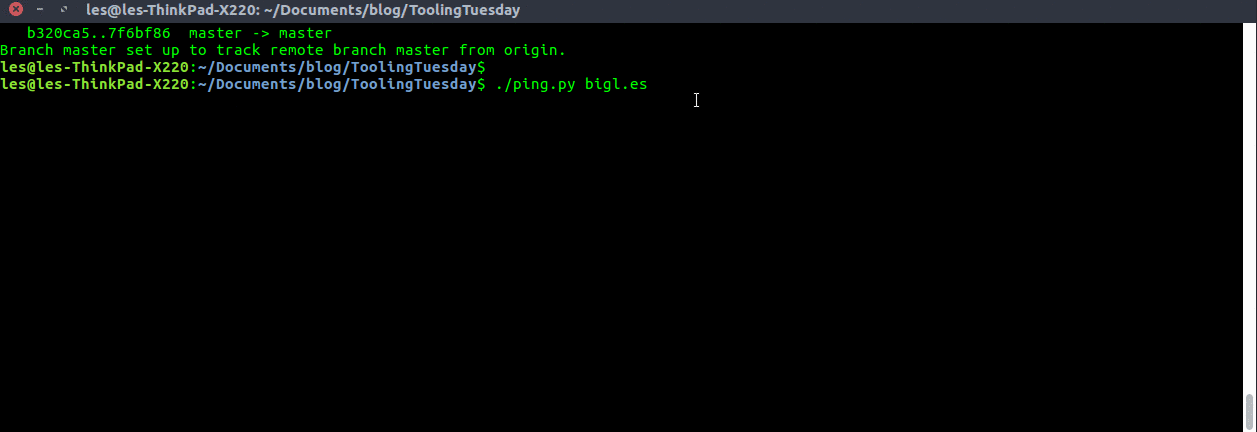 les@les-ThinkPad-X220: ~/Documents/blog/ToolingTuesday
b320ca5..7f6bf86  master -> master
Branch master set up to track remote branch master from origin.
les@les-ThinkPad-X220:~/Documents/blog/ToolingTuesday$
les@les-ThinkPad-X220:~/Documents/blog/ToolingTuesday$ ./ping.py bigl.es